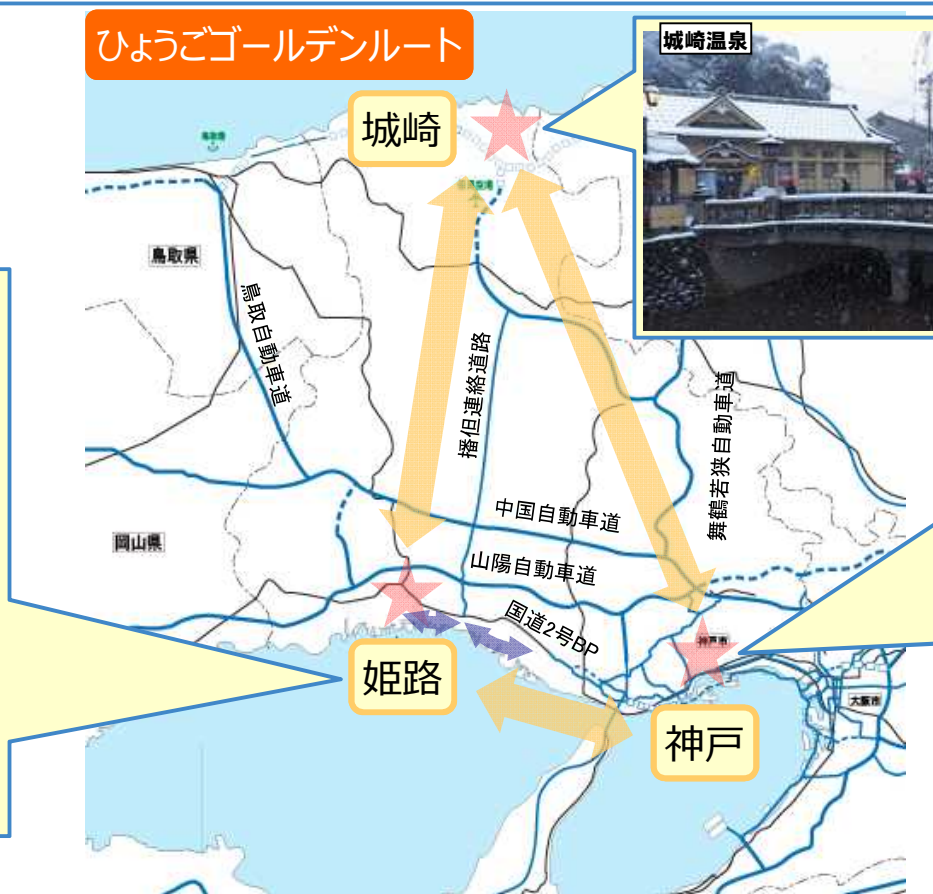 ひょうごゴールデンルート
城崎温泉
城崎
鳥取県
鳥取自動車道
播但連絡道路
舞鶴若狭自動車道
中国自動車道
岡山県
山陽自動車道
国道2号BP
神戸市
姫路
大阪市
神戸